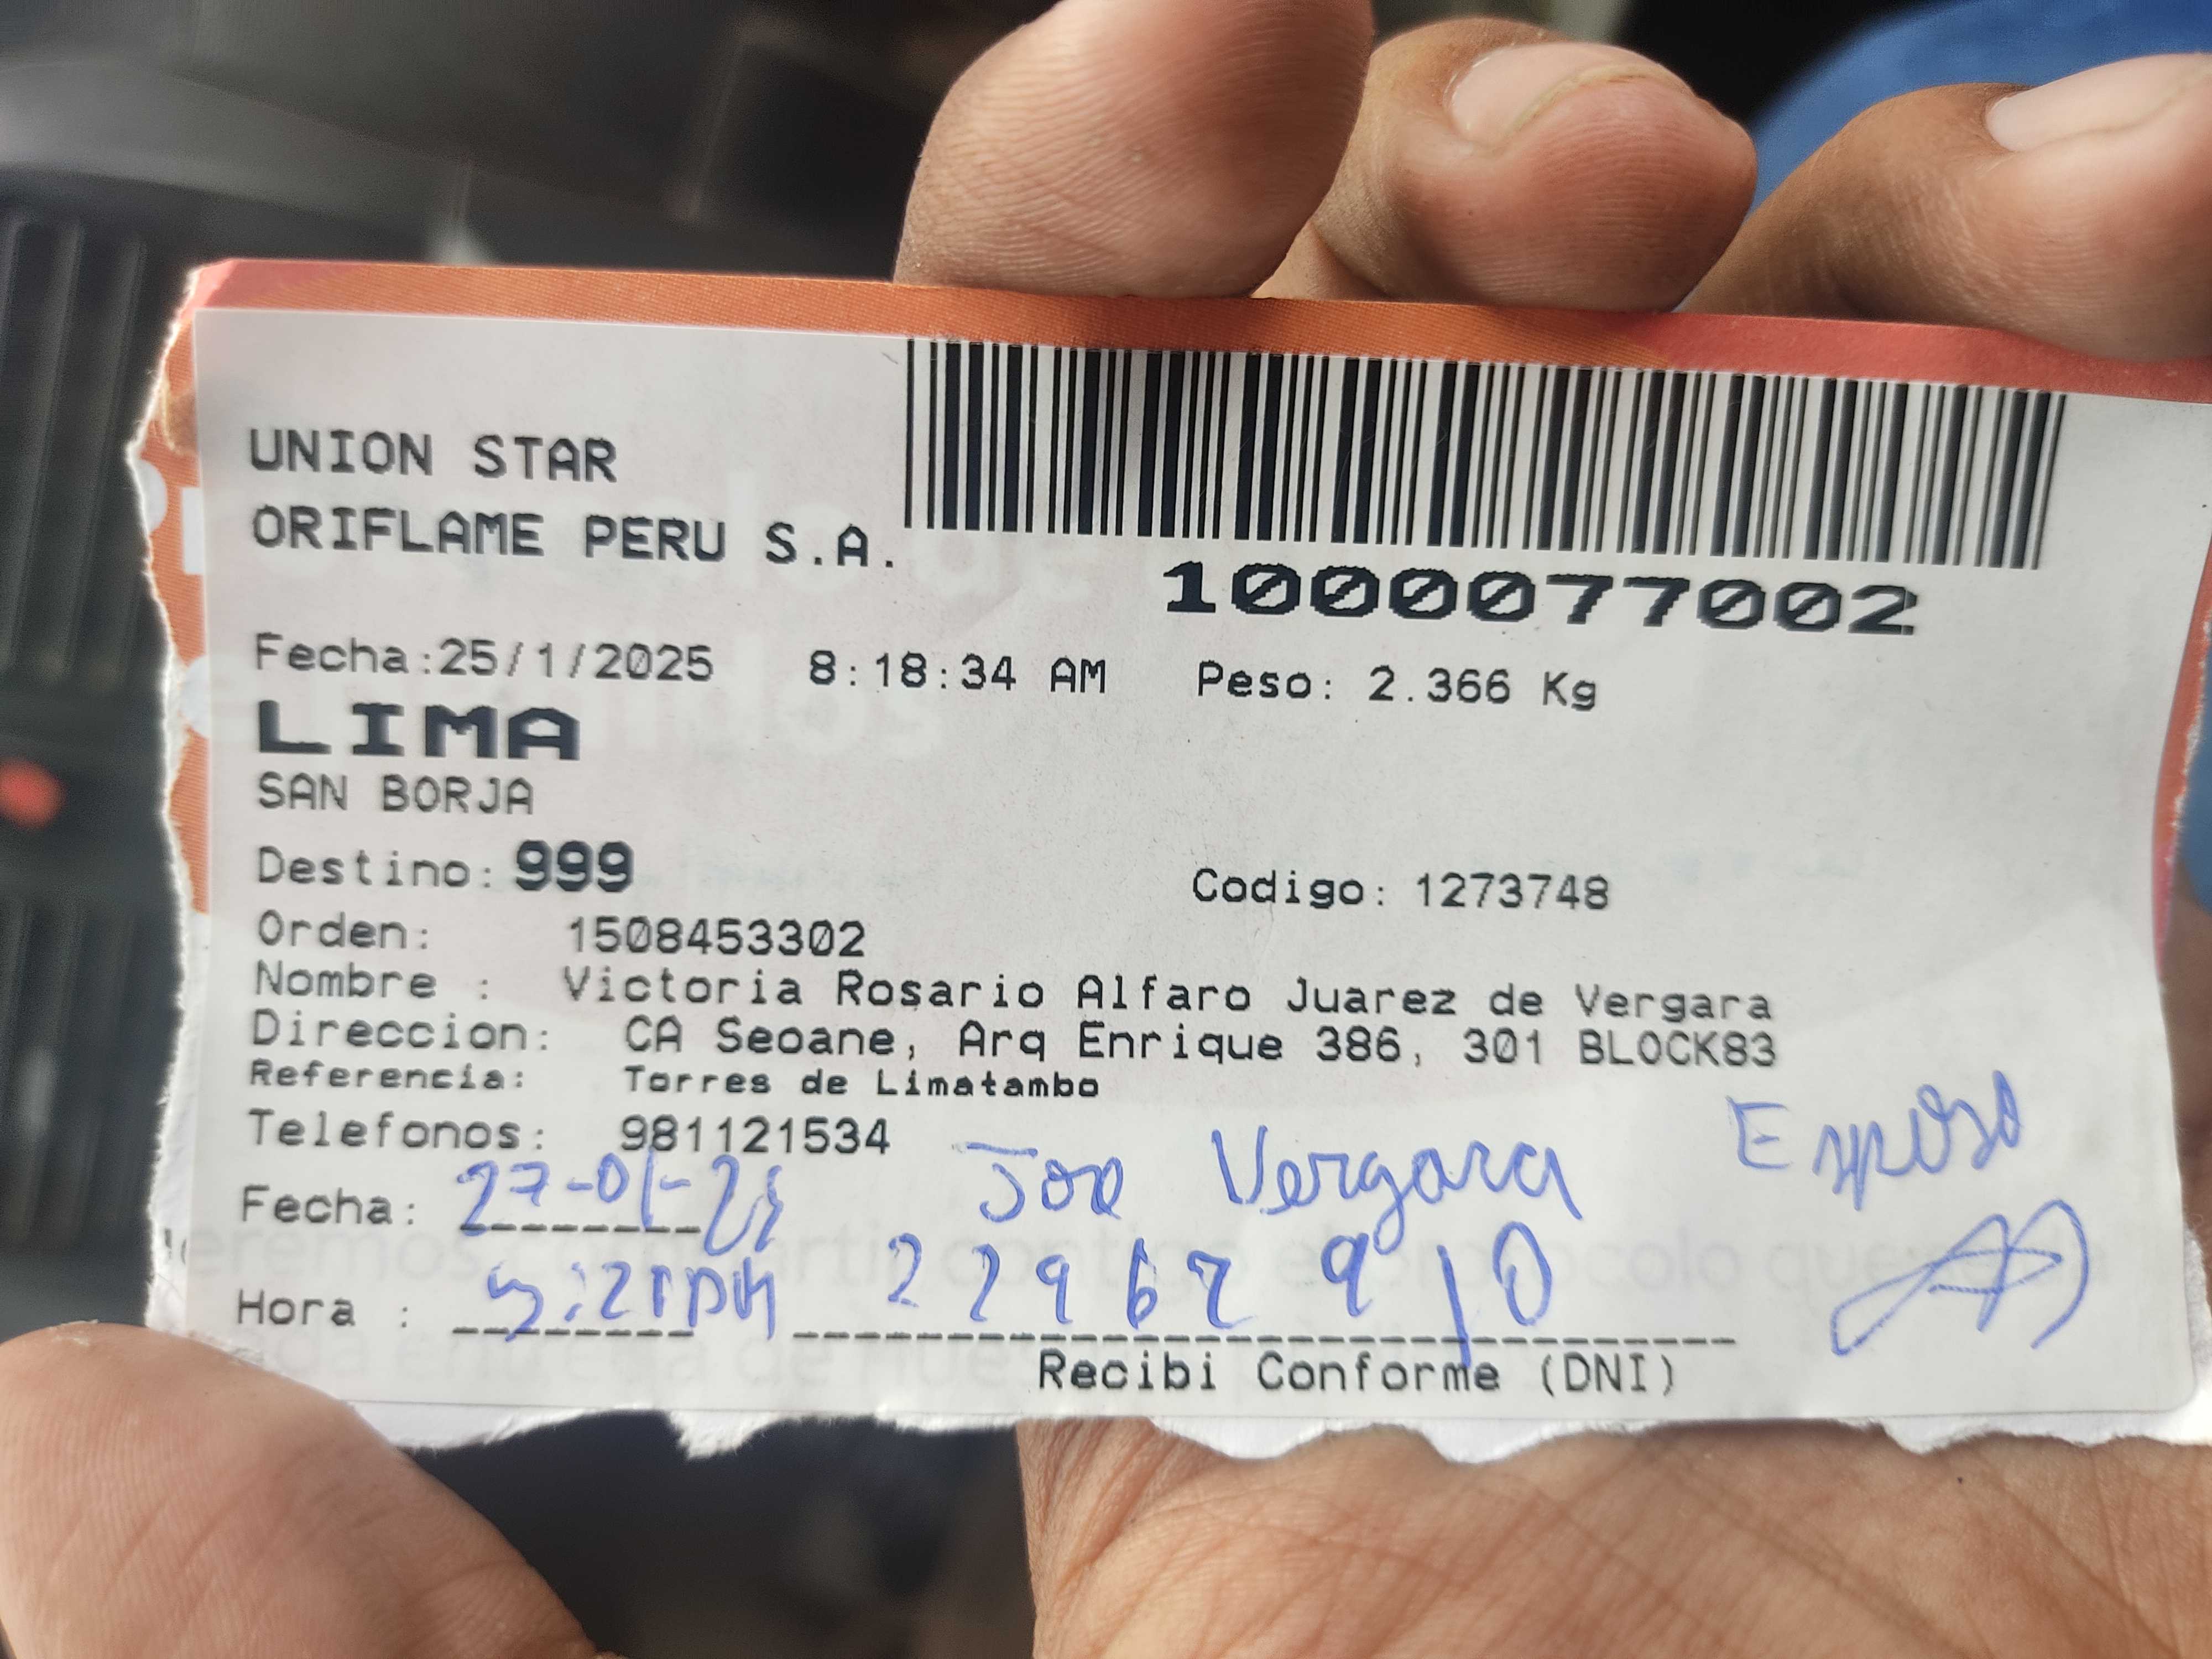 UNION STAR
ORIFLAME PERU S.A.
1000077002
Fecha:25/1/2025 8:18:34 AM Peso: 2.366 Kg
LIMA
SAN BORJA
Destino: 999 Codigo: 1273748
Orden: 1508453302
Nombre : Victoria Rosario Alfaro Juarez de Vergara
Direccion: CA Seoane, Arq Enrique 386, 301 BLOCK83
Referencia: Torres de Limatambo
Telefonos: 981121534
Fecha: 27-01-25 Joe Vergara Esposo
Hora :
Recibi Conforme (DNI)